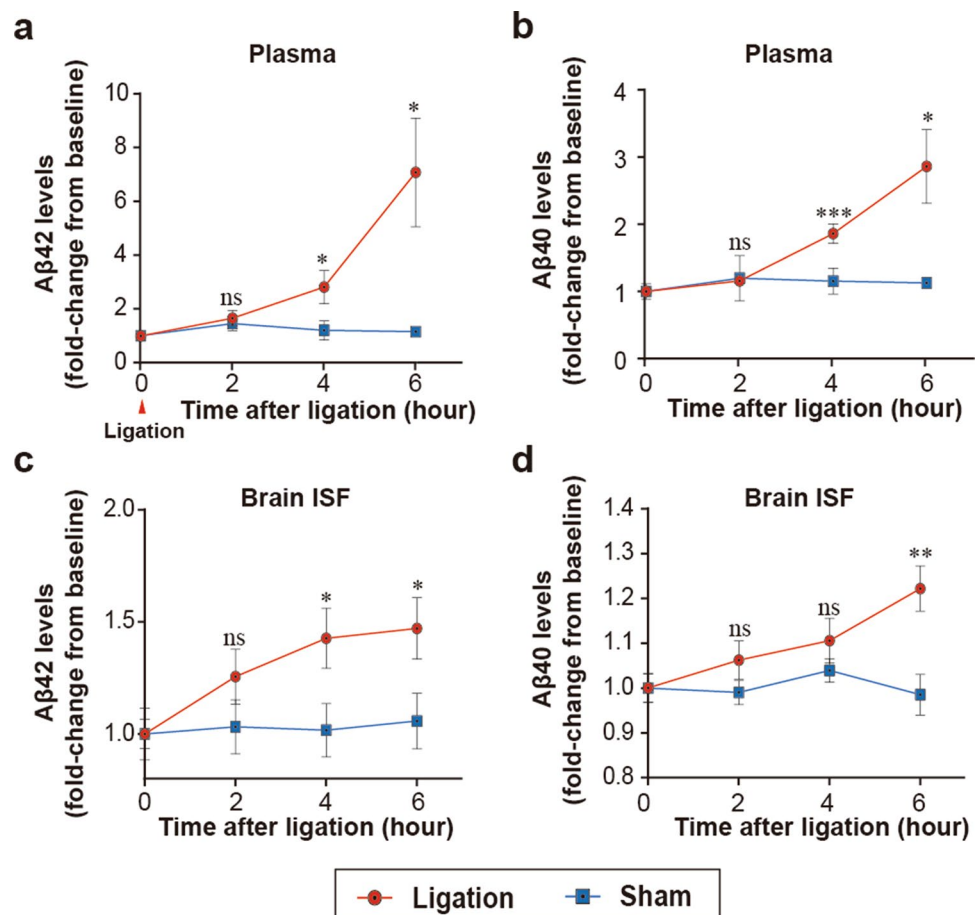 a
Plasma
Aβ42 levels
(fold-change from baseline)
10
8
6
4
2
0
*
*
ns
0 2 4 6
Time after ligation (hour)
Ligation
b
Plasma
Aβ40 levels
(fold-change from baseline)
4
3
2
1
0
*
***
ns
0 2 4 6
Time after ligation (hour)
c
Brain ISF
Aβ42 levels
(fold-change from baseline)
2.0
1.5
1.0
ns
*
*
0 2 4 6
Time after ligation (hour)
d
Brain ISF
Aβ40 levels
(fold-change from baseline)
1.4
1.3
1.2
1.1
1.0
0.9
0.8
ns
ns
**
0 2 4 6
Time after ligation (hour)
Ligation Sham